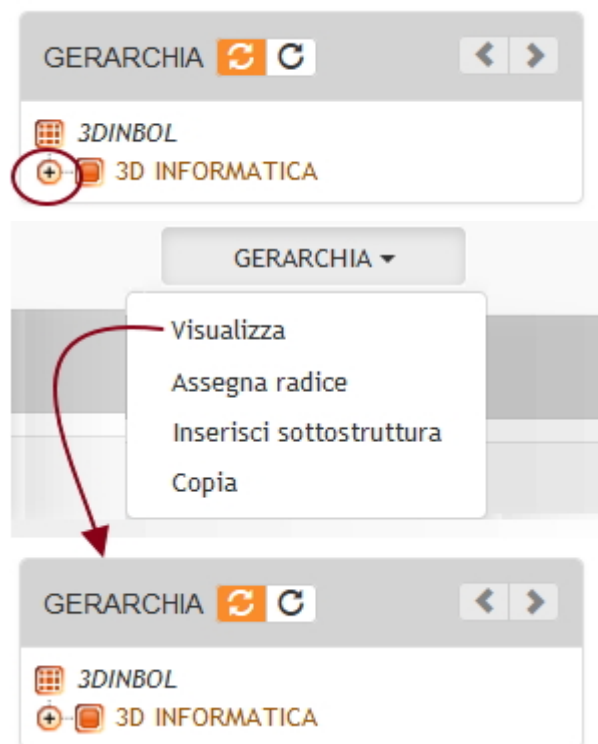 GERARCHIA
3DINBOL
3D INFORMATICA
GERARCHIA
Visualizza
Assegna radice
Inserisci sottostruttura
Copia
GERARCHIA
3DINBOL
3D INFORMATICA